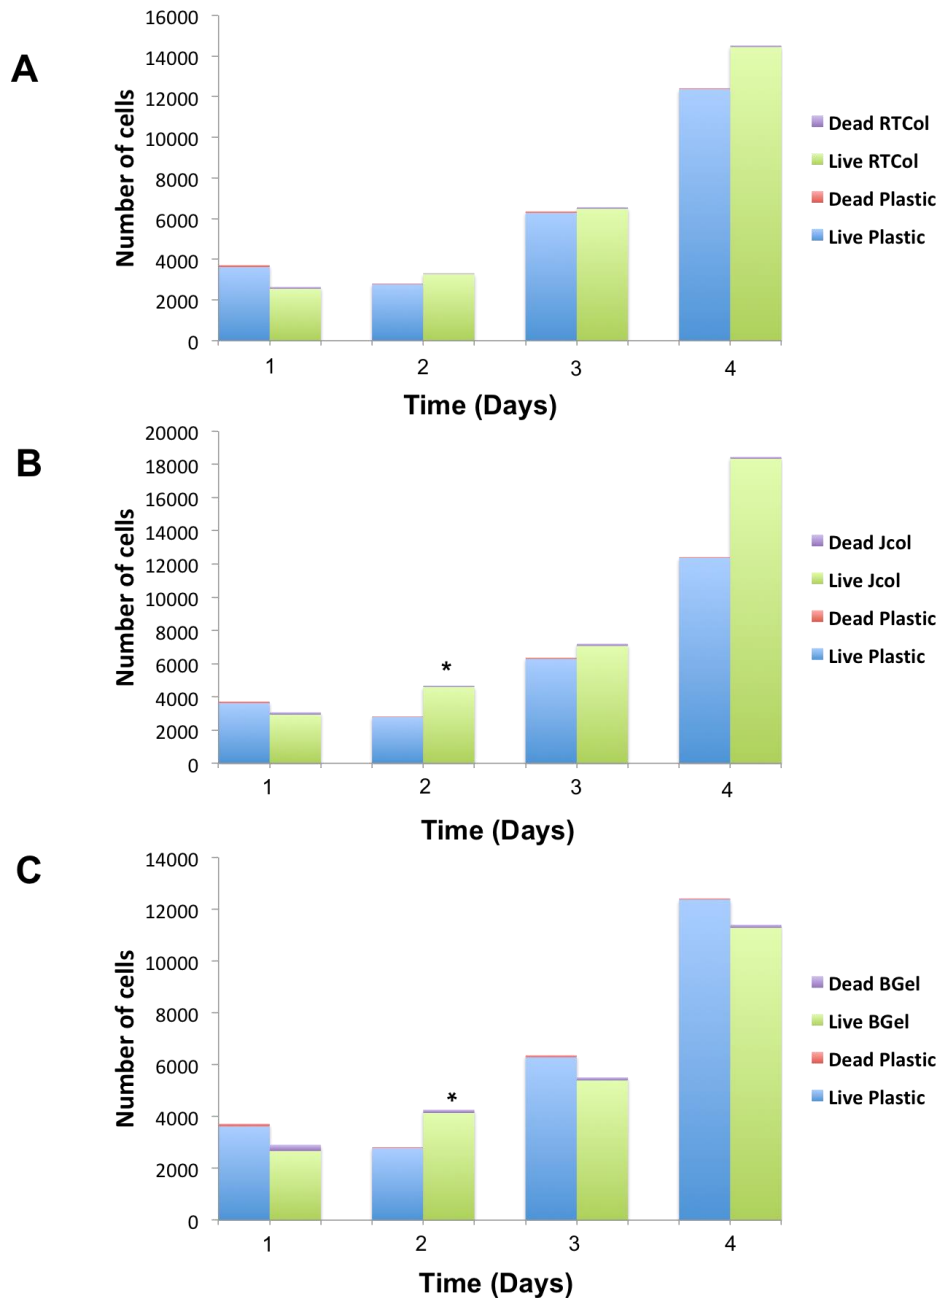 A
16000
14000
12000
10000
8000
6000
4000
2000
0
Number of cells
1 2 3 4
Time (Days)
Dead RTCol
Live RTCol
Dead Plastic
Live Plastic
B
20000
18000
16000
14000
12000
10000
8000
6000
4000
2000
0
Number of cells
*
1 2 3 4
Time (Days)
Dead Jcol
Live Jcol
Dead Plastic
Live Plastic
C
14000
12000
10000
8000
6000
4000
2000
0
Number of cells
*
1 2 3 4
Time (Days)
Dead BGel
Live BGel
Dead Plastic
Live Plastic